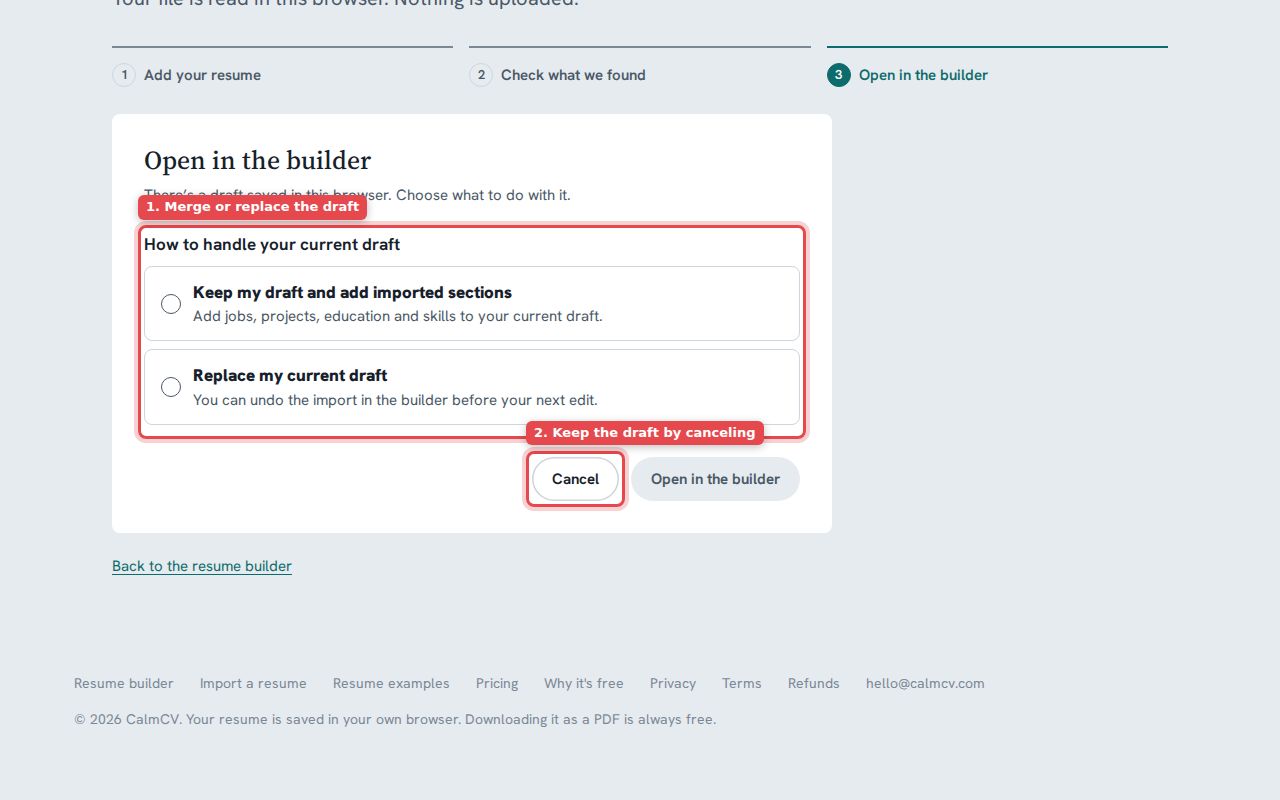 Your file is read in this browser. Nothing is uploaded.
1 Add your resume
2 Check what we found
3 Open in the builder
Open in the builder
There's a draft saved in this browser. Choose what to do with it.
1. Merge or replace the draft
How to handle your current draft
Keep my draft and add imported sections
Add jobs, projects, education and skills to your current draft.
Replace my current draft
You can undo the import in the builder before your next edit.
2. Keep the draft by canceling
Cancel
Open in the builder
Back to the resume builder
Resume builder Import a resume Resume examples Pricing Why it's free Privacy Terms Refunds hello@calmcv.com
© 2026 CalmCV. Your resume is saved in your own browser. Downloading it as a PDF is always free.